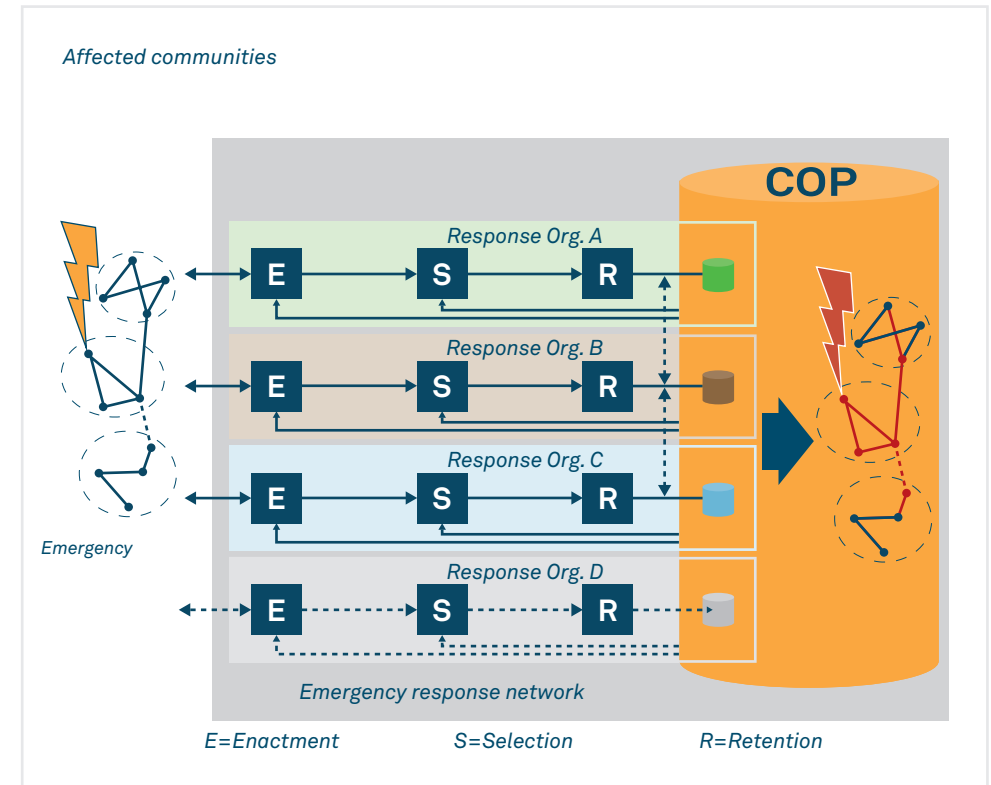 Affected communities
COP
Response Org. A
E S R
Response Org. B
E S R
Response Org. C
E S R
Emergency
Response Org. D
E S R
Emergency response network
E=Enactment S=Selection R=Retention